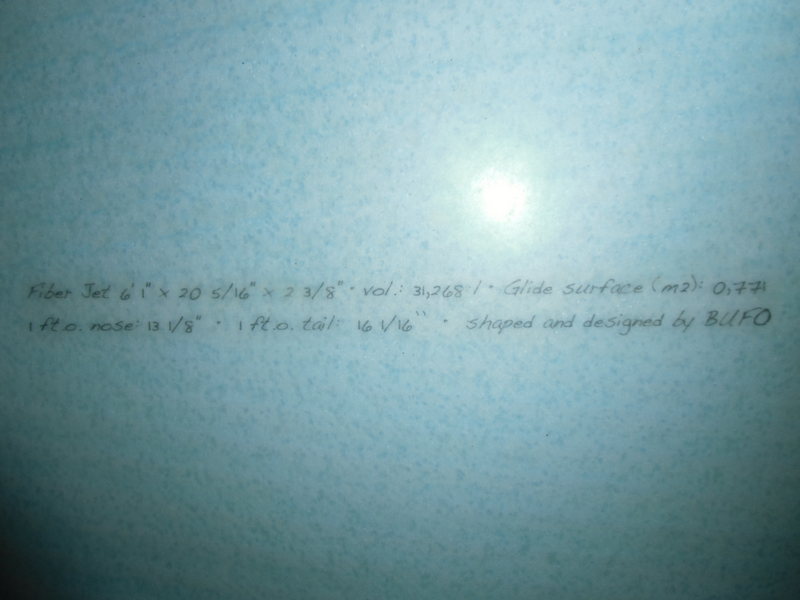 Fiber Jet 6' 1" x 20 5/16" x 2 3/8" · vol.: 31,268 l · Glide surface (m2): 0,771
1 ft.o. nose: 13 1/8" · 1 ft.o. tail: 16 1/16" · shaped and designed by BUFO